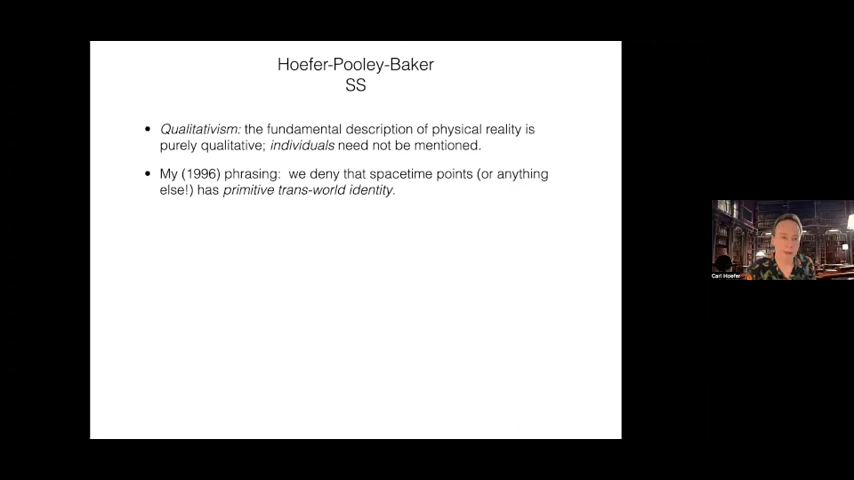 Hoefer-Pooley-Baker
SS
• Qualitativism: the fundamental description of physical reality is
purely qualitative; individuals need not be mentioned.
• My (1996) phrasing: we deny that spacetime points (or anything
else!) has primitive trans-world identity.
Carl Hoefer